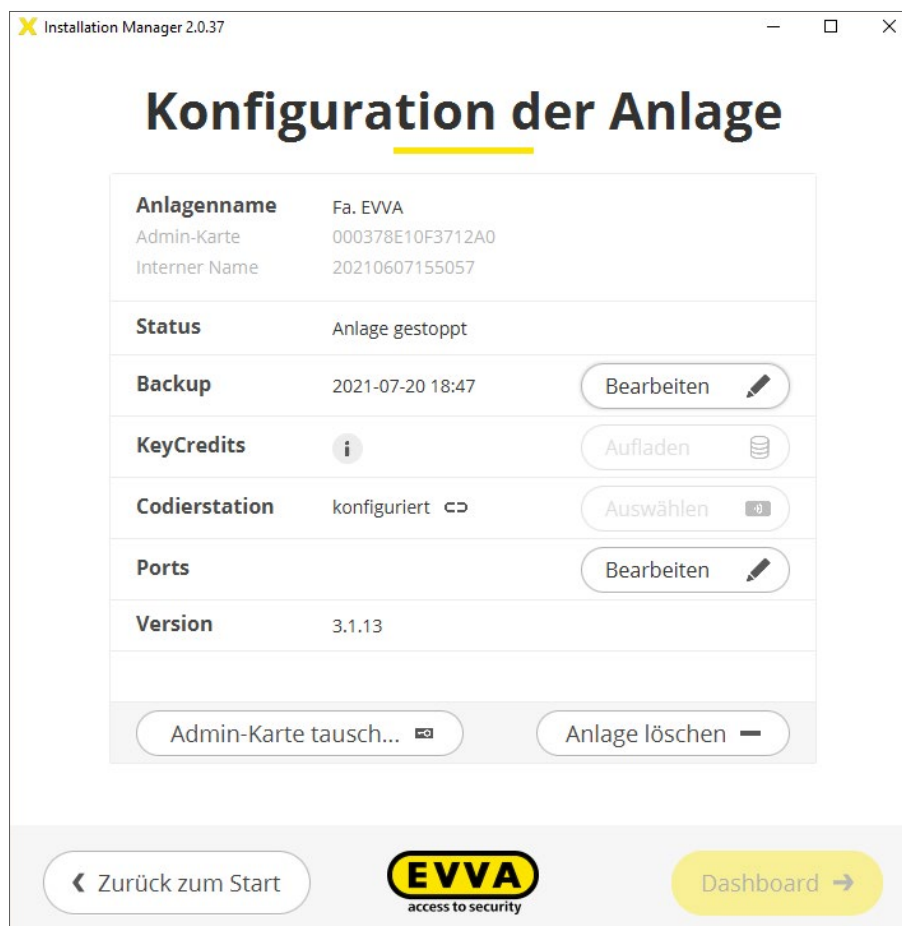 Installation Manager 2.0.37
Konfiguration der Anlage
Anlagenname Fa. EVVA
Admin-Karte 000378E10F3712A0
Interner Name 20210607155057
Status Anlage gestoppt
Backup 2021-07-20 18:47 Bearbeiten
KeyCredits i Aufladen
Codierstation konfiguriert Auswählen
Ports Bearbeiten
Version 3.1.13
Admin-Karte tausch... Anlage löschen
Zurück zum Start EVVA Dashboard
access to security